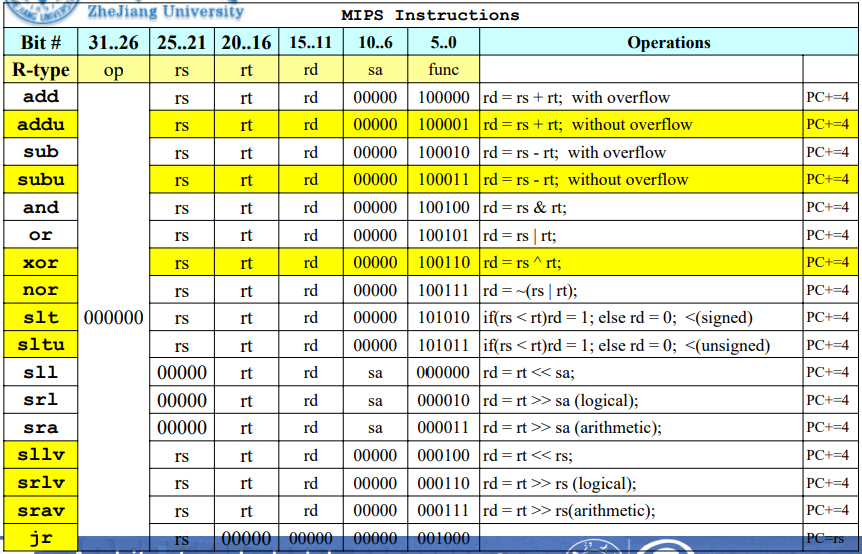 ZheJiang University
ZHEJIANG UNIVERSITY
MIPS Instructions
Bit # 31..26 25..21 20..16 15..11 10..6 5..0 Operations
R-type op rs rt rd sa func
add rs rt rd 00000 100000 rd = rs + rt; with overflow PC+=4
addu rs rt rd 00000 100001 rd = rs + rt; without overflow PC+=4
sub rs rt rd 00000 100010 rd = rs - rt; with overflow PC+=4
subu rs rt rd 00000 100011 rd = rs - rt; without overflow PC+=4
and rs rt rd 00000 100100 rd = rs & rt; PC+=4
or rs rt rd 00000 100101 rd = rs | rt; PC+=4
xor rs rt rd 00000 100110 rd = rs ^ rt; PC+=4
nor rs rt rd 00000 100111 rd = ~(rs | rt); PC+=4
slt 000000 rs rt rd 00000 101010 if(rs < rt)rd = 1; else rd = 0; <(signed) PC+=4
sltu rs rt rd 00000 101011 if(rs < rt)rd = 1; else rd = 0; <(unsigned) PC+=4
sll 00000 rt rd sa 000000 rd = rt << sa; PC+=4
srl 00000 rt rd sa 000010 rd = rt >> sa (logical); PC+=4
sra 00000 rt rd sa 000011 rd = rt >> sa (arithmetic); PC+=4
sllv rs rt rd 00000 000100 rd = rt << rs; PC+=4
srlv rs rt rd 00000 000110 rd = rt >> rs (logical); PC+=4
srav rs rt rd 00000 000111 rd = rt >> rs(arithmetic); PC+=4
jr rs 00000 00000 00000 001000 PC=rs